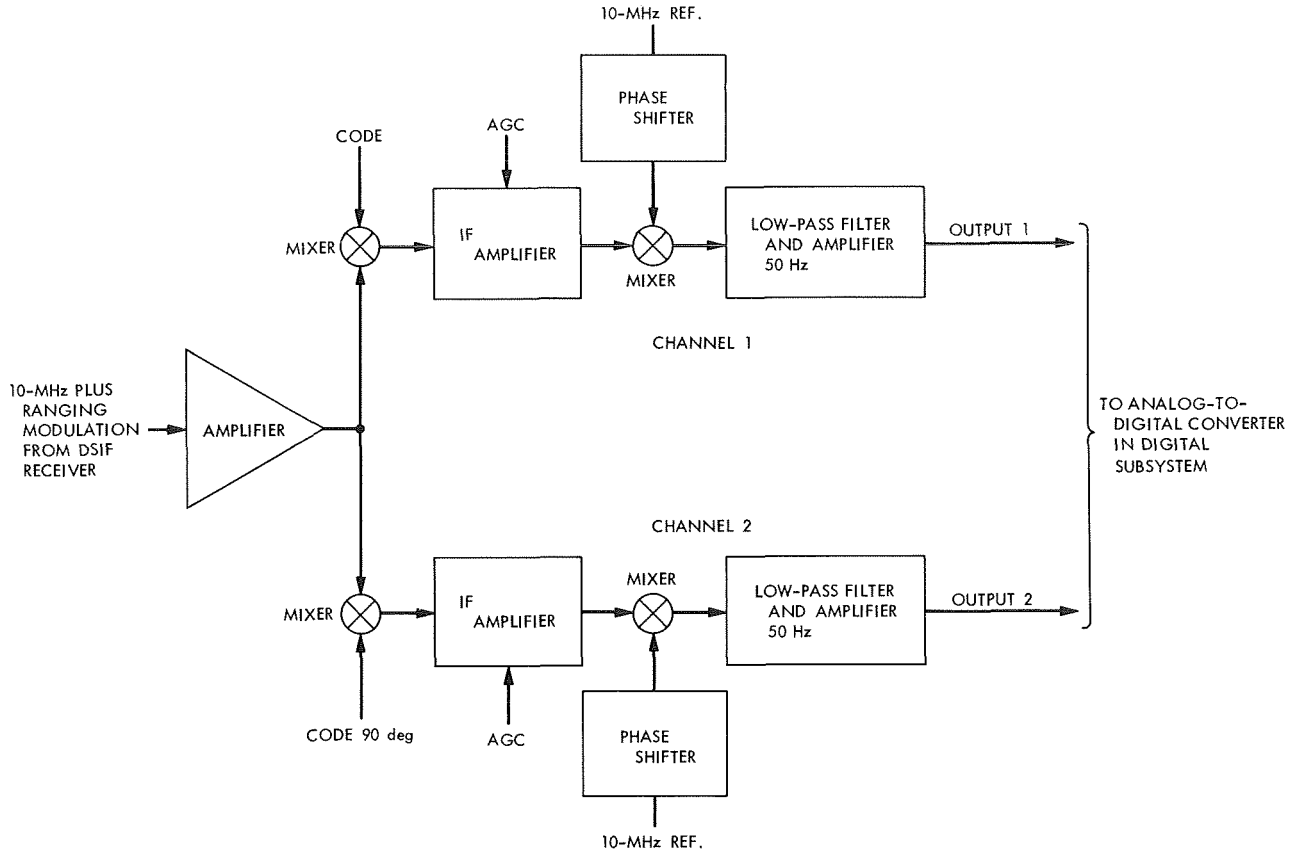 10-MHz REF.
PHASE
SHIFTER
CODE
AGC
MIXER
IF
AMPLIFIER
MIXER
LOW-PASS FILTER
AND AMPLIFIER
50 Hz
OUTPUT 1
CHANNEL 1
10-MHz PLUS
RANGING
MODULATION
FROM DSIF
RECEIVER
AMPLIFIER
TO ANALOG-TO-
DIGITAL CONVERTER
IN DIGITAL
SUBSYSTEM
CHANNEL 2
MIXER
IF
AMPLIFIER
MIXER
LOW-PASS FILTER
AND AMPLIFIER
50 Hz
OUTPUT 2
CODE 90 deg
AGC
PHASE
SHIFTER
10-MHz REF.